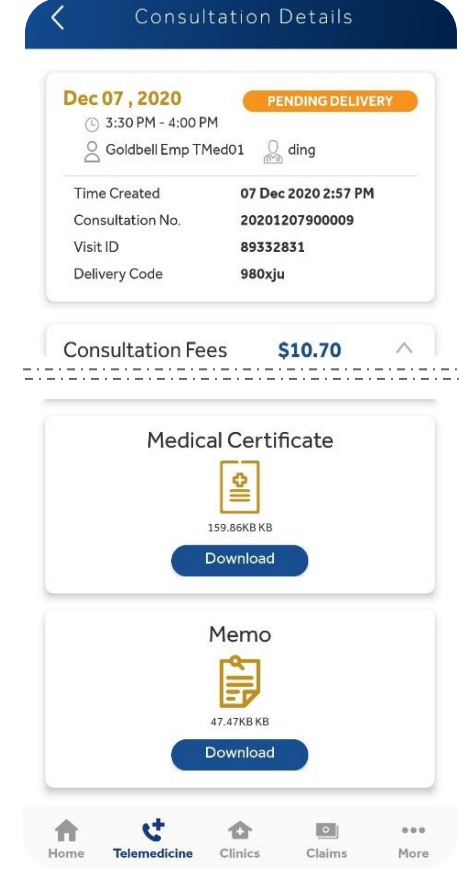 Consultation Details
Dec 07 , 2020 PENDING DELIVERY
3:30 PM - 4:00 PM
Goldbell Emp TMed01 ding
Time Created 07 Dec 2020 2:57 PM
Consultation No. 20201207900009
Visit ID 89332831
Delivery Code 980xju
Consultation Fees $10.70
Medical Certificate
159.86KB KB
Download
Memo
47.47KB KB
Download
Home Telemedicine Clinics Claims More